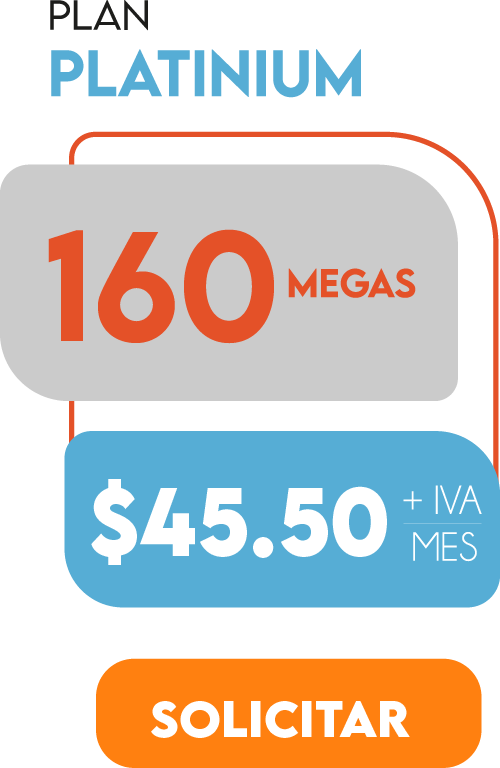 PLAN
PLATINIUM
160 MEGAS
$45.50 + IVA
MES
SOLICITAR